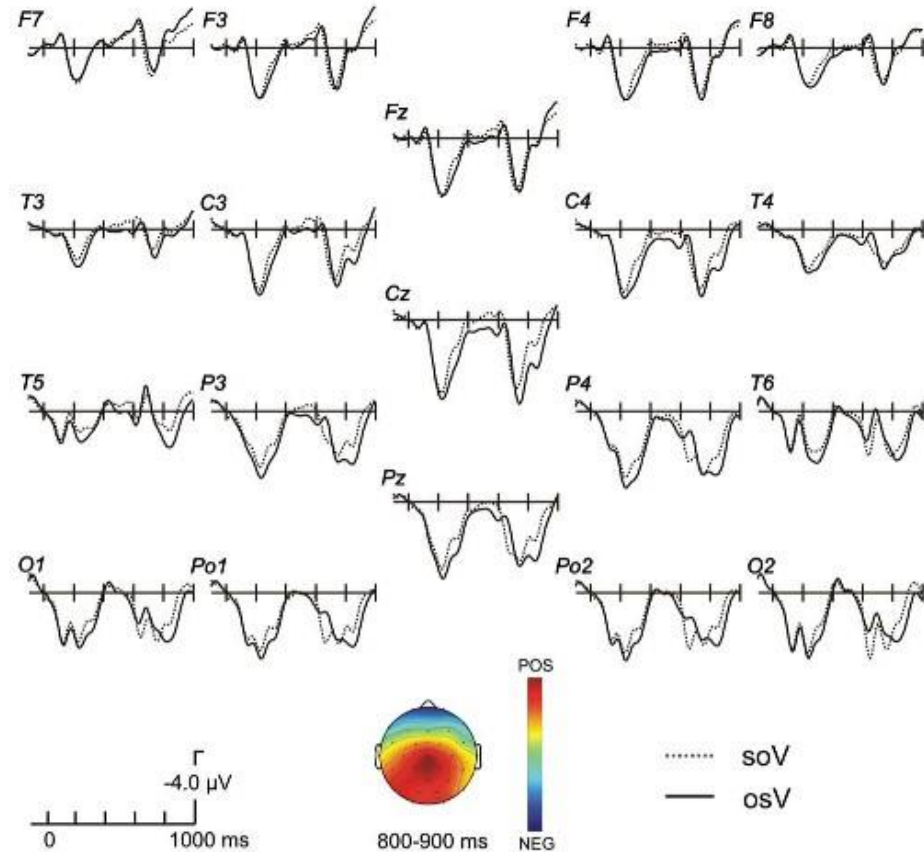 F7 F3 F4 F8
Fz
T3 C3 C4 T4
Cz
T5 P3 P4 T6
Pz
O1 Po1 Po2 O2
POS
-4.0 µV
soV
osV
0 1000 ms
800-900 ms
NEG